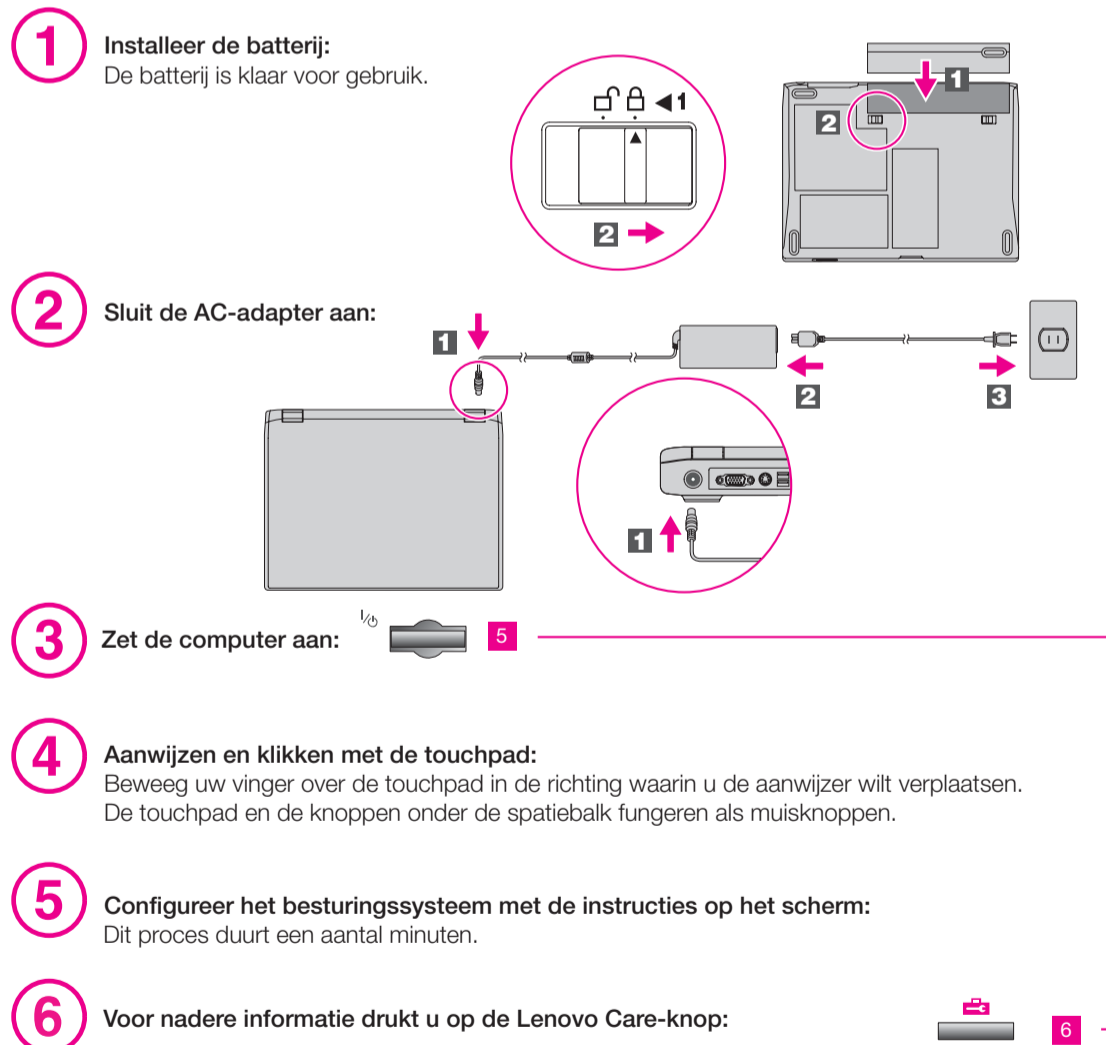 1
Installeer de batterij:
De batterij is klaar voor gebruik.
◀1
2
1
2
2
Sluit de AC-adapter aan:
1
2
3
1
3
Zet de computer aan:
5
4
Aanwijzen en klikken met de touchpad:
Beweeg uw vinger over de touchpad in de richting waarin u de aanwijzer wilt verplaatsen.
De touchpad en de knoppen onder de spatiebalk fungeren als muisknoppen.
5
Configureer het besturingssysteem met de instructies op het scherm:
Dit proces duurt een aantal minuten.
6
Voor nadere informatie drukt u op de Lenovo Care-knop:
6